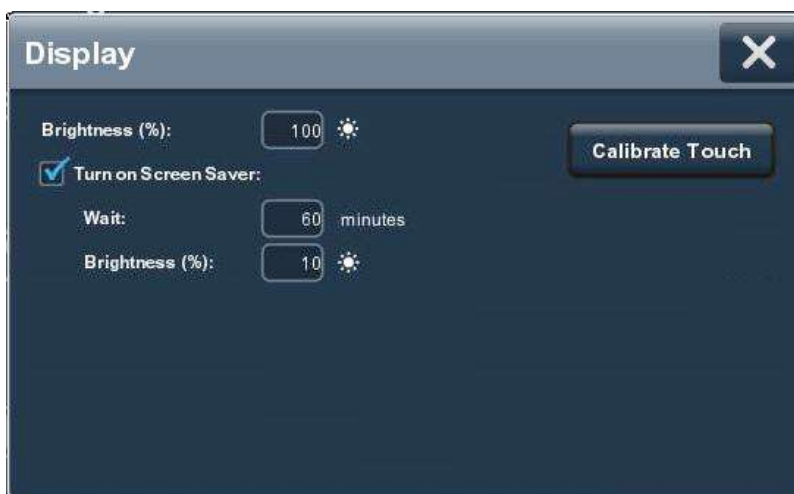 Display
Brightness (%): 100
Calibrate Touch
Turn on Screen Saver:
Wait: 60 minutes
Brightness (%): 10